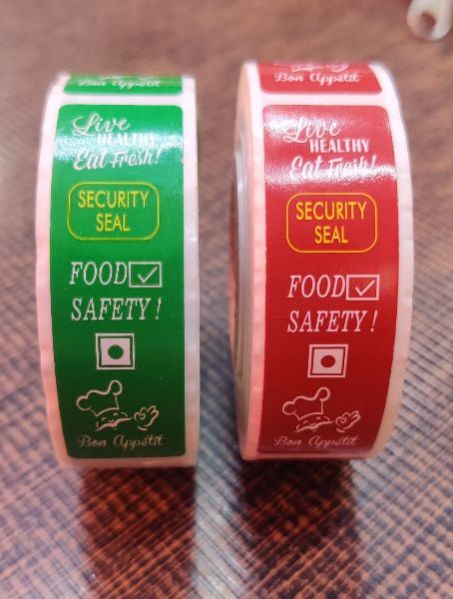 Bon Appétit
Live
HEALTHY
Eat Fresh!
SECURITY
SEAL
FOOD
SAFETY!
Bon Appétit
Bon Appétit
Live
HEALTHY
Eat Fresh!
SECURITY
SEAL
FOOD
SAFETY!
Bon Appétit